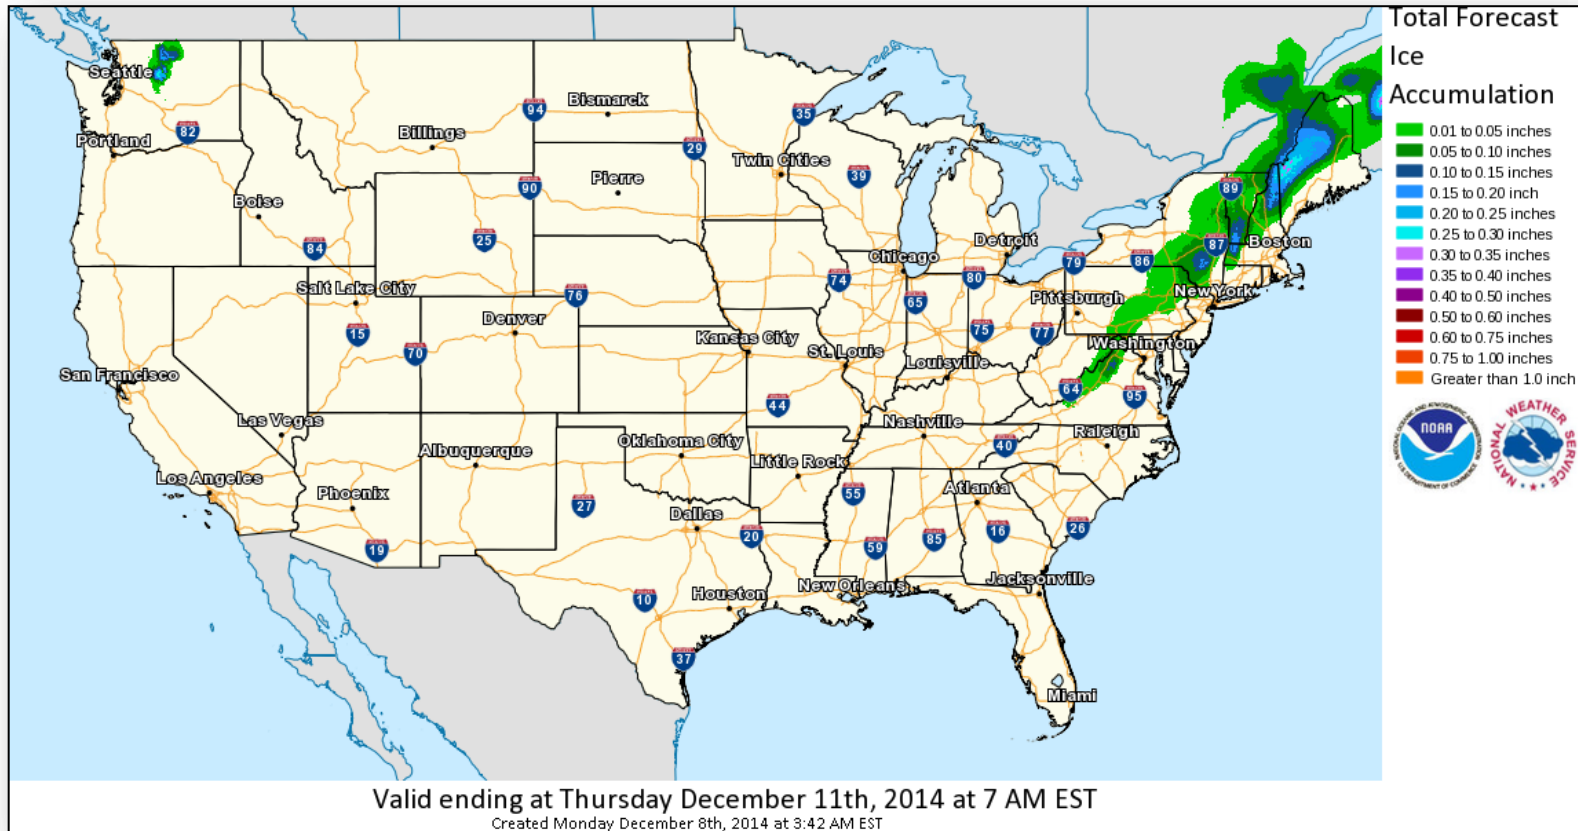 Total Forecast
Ice
Accumulation
0.01 to 0.05 inches
0.05 to 0.10 inches
0.10 to 0.15 inches
0.15 to 0.20 inch
0.20 to 0.25 inches
0.25 to 0.30 inches
0.30 to 0.35 inches
0.35 to 0.40 inches
0.40 to 0.50 inches
0.50 to 0.60 inches
0.60 to 0.75 inches
0.75 to 1.00 inches
Greater than 1.0 inch
NOAA
NATIONAL OCEANIC AND ATMOSPHERIC ADMINISTRATION
U.S. DEPARTMENT OF COMMERCE
NATIONAL WEATHER SERVICE
Seattle
94
Bismarck
35
82
Portland
Billings
29
Twin Cities
39
90
Pierre
89
Boise
84
25
Detroit
87
Boston
Chicago
79
86
74
80
Salt Lake City
76
65
Pittsburgh
New York
Denver
15
75
77
Kansas City
Washington
70
St. Louis
Louisville
San Francisco
64
95
44
Las Vegas
Nashville
Raleigh
Oklahoma City
40
Albuquerque
Little Rock
Los Angeles
Phoenix
Atlanta
55
27
Dallas
20
16
26
19
59
85
New Orleans
Jacksonville
10
Houston
37
Miami
Valid ending at Thursday December 11th, 2014 at 7 AM EST
Created Monday December 8th, 2014 at 3:42 AM EST